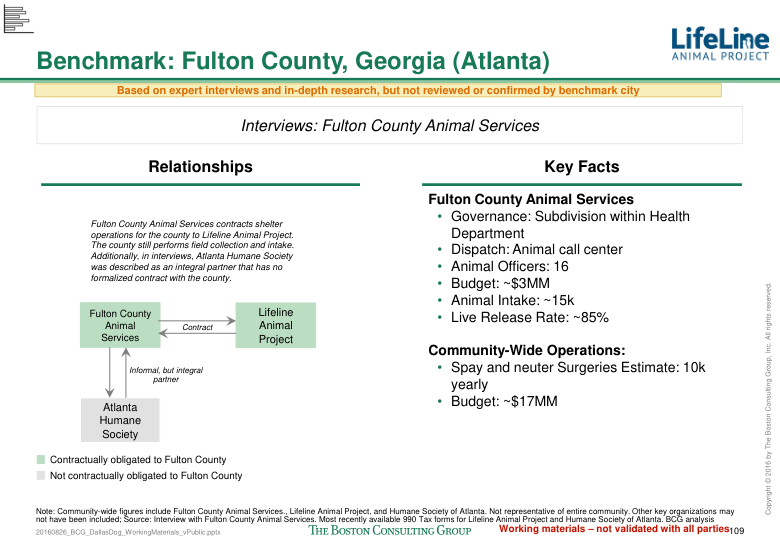 LifeLine
ANIMAL PROJECT
Benchmark: Fulton County, Georgia (Atlanta)
Based on expert interviews and in-depth research, but not reviewed or confirmed by benchmark city
Interviews: Fulton County Animal Services
Relationships
Fulton County Animal Services contracts shelter
operations for the county to Lifeline Animal Project.
The county still performs field collection and intake.
Additionally, in interviews, Atlanta Humane Society
was described as an integral partner that has no
formalized contract with the county.
Fulton County
Animal
Services
Contract
Lifeline
Animal
Project
Informal, but integral
partner
Atlanta
Humane
Society
Contractually obligated to Fulton County
Not contractually obligated to Fulton County
Key Facts
Fulton County Animal Services
• Governance: Subdivision within Health
Department
• Dispatch: Animal call center
• Animal Officers: 16
• Budget: ~$3MM
• Animal Intake: ~15k
• Live Release Rate: ~85%
Community-Wide Operations:
• Spay and neuter Surgeries Estimate: 10k
yearly
• Budget: ~$17MM
Copyright © 2016 by The Boston Consulting Group, Inc. All rights reserved.
Note: Community-wide figures include Fulton County Animal Services., Lifeline Animal Project, and Humane Society of Atlanta. Not representative of entire community. Other key organizations may
not have been included; Source: Interview with Fulton County Animal Services. Most recently available 990 Tax forms for Lifeline Animal Project and Humane Society of Atlanta. BCG analysis
20160826_BCG_DallasDog_WorkingMaterials_vPublic.pptx
THE BOSTON CONSULTING GROUP
Working materials – not validated with all parties
109